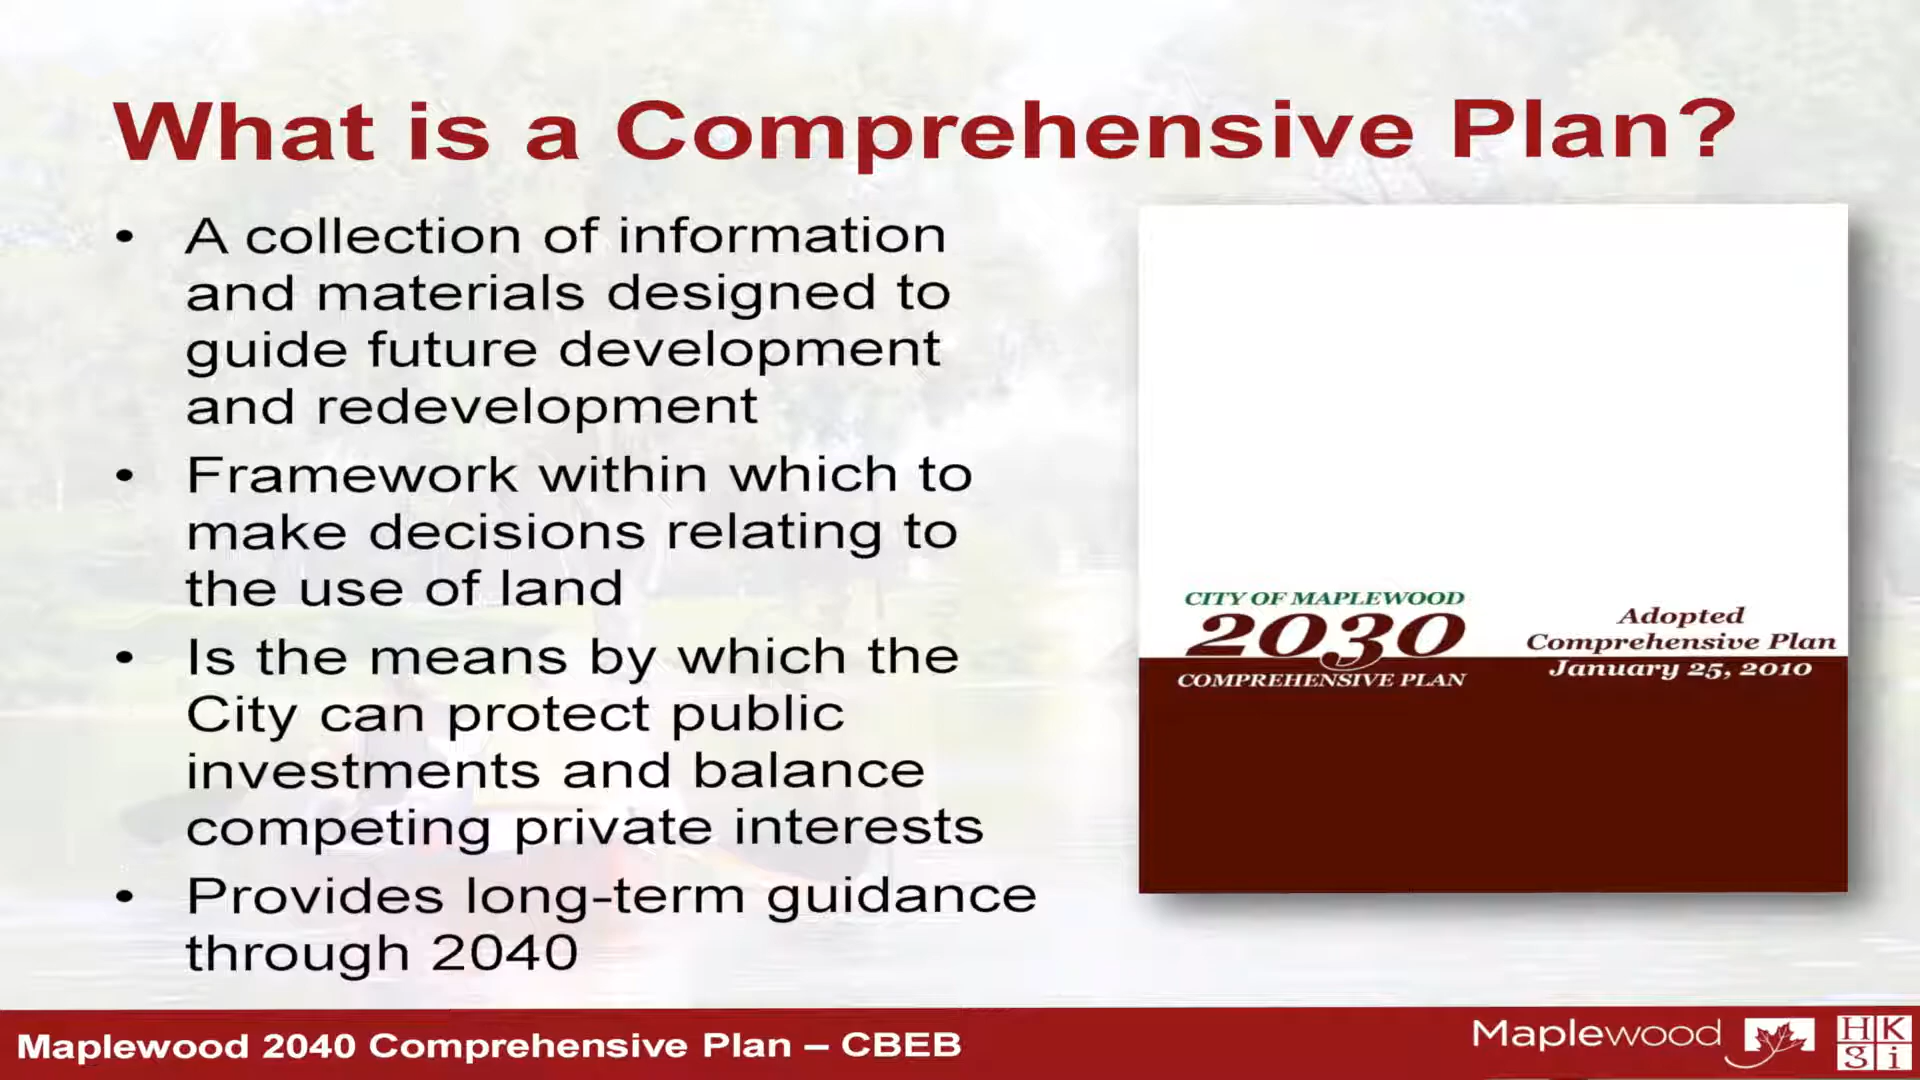 What is a Comprehensive Plan?
• A collection of information
and materials designed to
guide future development
and redevelopment
• Framework within which to
make decisions relating to
the use of land
• Is the means by which the
City can protect public
investments and balance
competing private interests
• Provides long-term guidance
through 2040
CITY OF MAPLEWOOD
2030
COMPREHENSIVE PLAN
Adopted
Comprehensive Plan
January 25, 2010
Maplewood 2040 Comprehensive Plan – CBEB
Maplewood
HK
gi